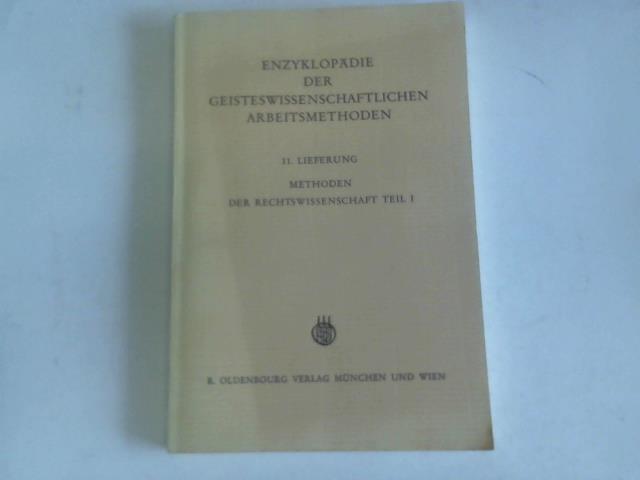 ENZYKLOPÄDIE
DER
GEISTESWISSENSCHAFTLICHEN
ARBEITSMETHODEN
11. LIEFERUNG
METHODEN
DER RECHTSWISSENSCHAFT TEIL I
R. OLDENBOURG VERLAG MÜNCHEN UND WIEN